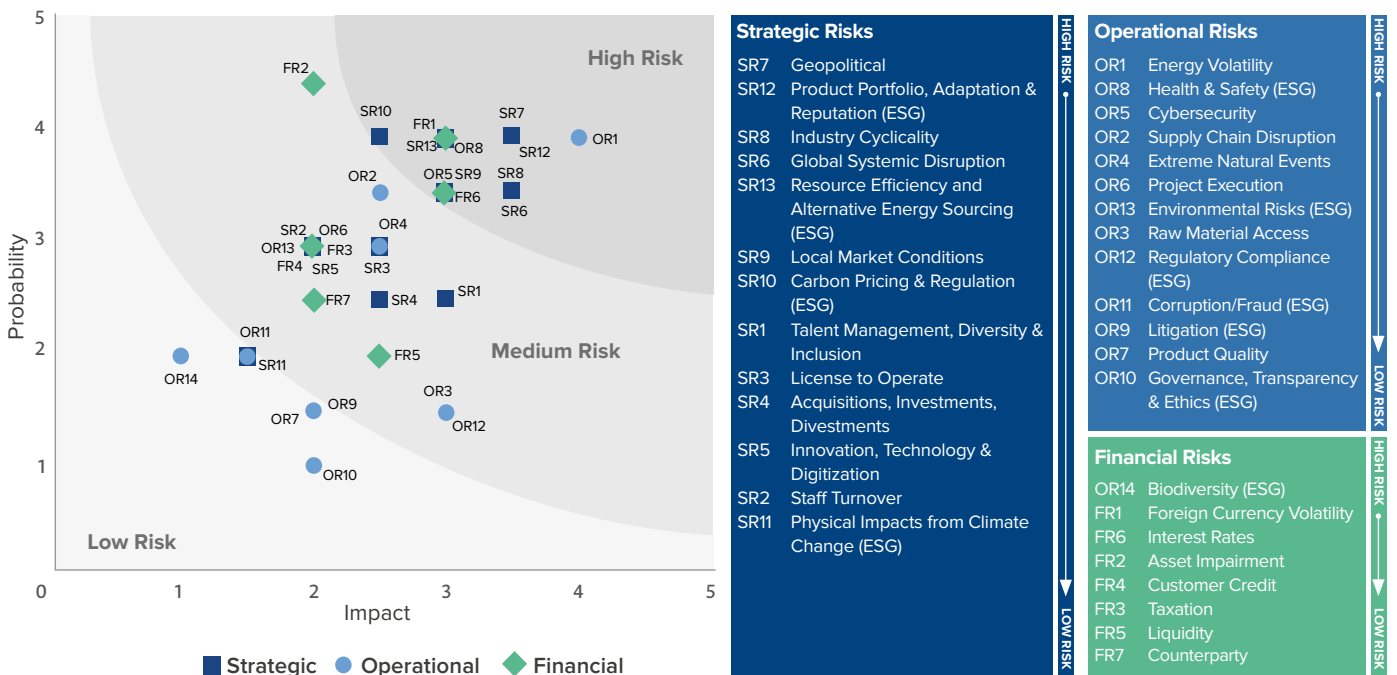 5
4
3
2
1
0
1
2
3
4
5
Probability
Impact
High Risk
Medium Risk
Low Risk
FR2
SR10
FR1
SR13
OR8
SR7
SR12
OR1
OR2
OR5
SR9
FR6
SR8
SR6
SR2
OR6
OR13
FR3
FR4
SR5
OR4
SR3
FR7
SR4
SR1
OR11
SR11
OR14
FR5
OR9
OR7
OR3
OR12
OR10
Strategic
Operational
Financial
Strategic Risks
SR7 Geopolitical
SR12 Product Portfolio, Adaptation &
Reputation (ESG)
SR8 Industry Cyclicality
SR6 Global Systemic Disruption
SR13 Resource Efficiency and
Alternative Energy Sourcing
(ESG)
SR9 Local Market Conditions
SR10 Carbon Pricing & Regulation
(ESG)
SR1 Talent Management, Diversity &
Inclusion
SR3 License to Operate
SR4 Acquisitions, Investments,
Divestments
SR5 Innovation, Technology &
Digitization
SR2 Staff Turnover
SR11 Physical Impacts from Climate
Change (ESG)
HIGH RISK
LOW RISK
Operational Risks
OR1 Energy Volatility
OR8 Health & Safety (ESG)
OR5 Cybersecurity
OR2 Supply Chain Disruption
OR4 Extreme Natural Events
OR6 Project Execution
OR13 Environmental Risks (ESG)
OR3 Raw Material Access
OR12 Regulatory Compliance
(ESG)
OR11 Corruption/Fraud (ESG)
OR9 Litigation (ESG)
OR7 Product Quality
OR10 Governance, Transparency
& Ethics (ESG)
HIGH RISK
LOW RISK
Financial Risks
OR14 Biodiversity (ESG)
FR1 Foreign Currency Volatility
FR6 Interest Rates
FR2 Asset Impairment
FR4 Customer Credit
FR3 Taxation
FR5 Liquidity
FR7 Counterparty
HIGH RISK
LOW RISK